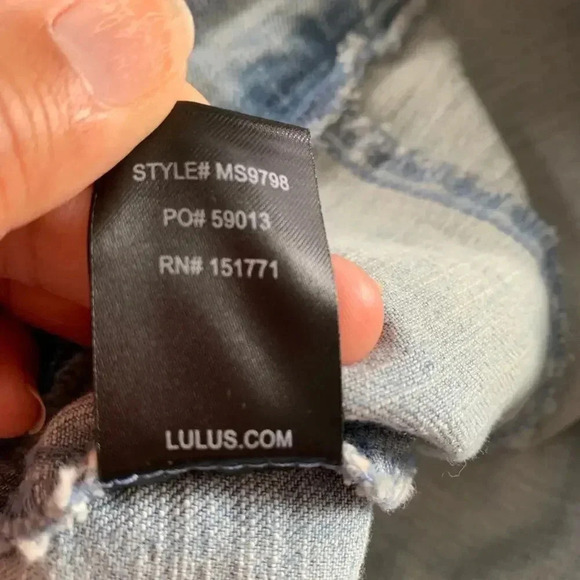 STYLE# MS9798
PO# 59013
RN# 151771
LULUS.COM